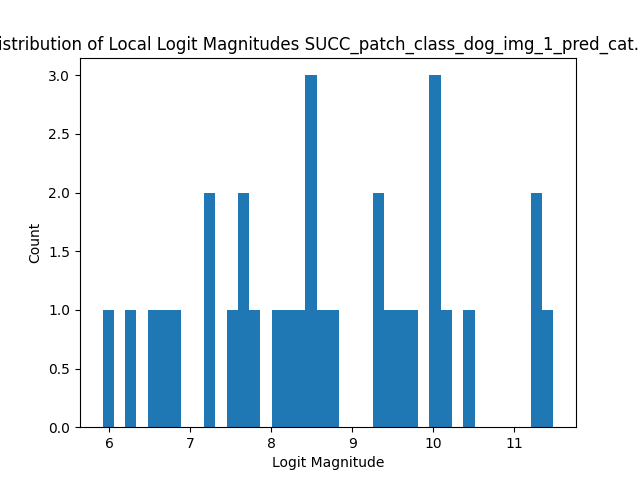 istribution of Local Logit Magnitudes SUCC_patch_class_dog_img_1_pred_cat.
3.0
2.5
2.0
1.5
1.0
0.5
0.0
Count
6 7 8 9 10 11
Logit Magnitude